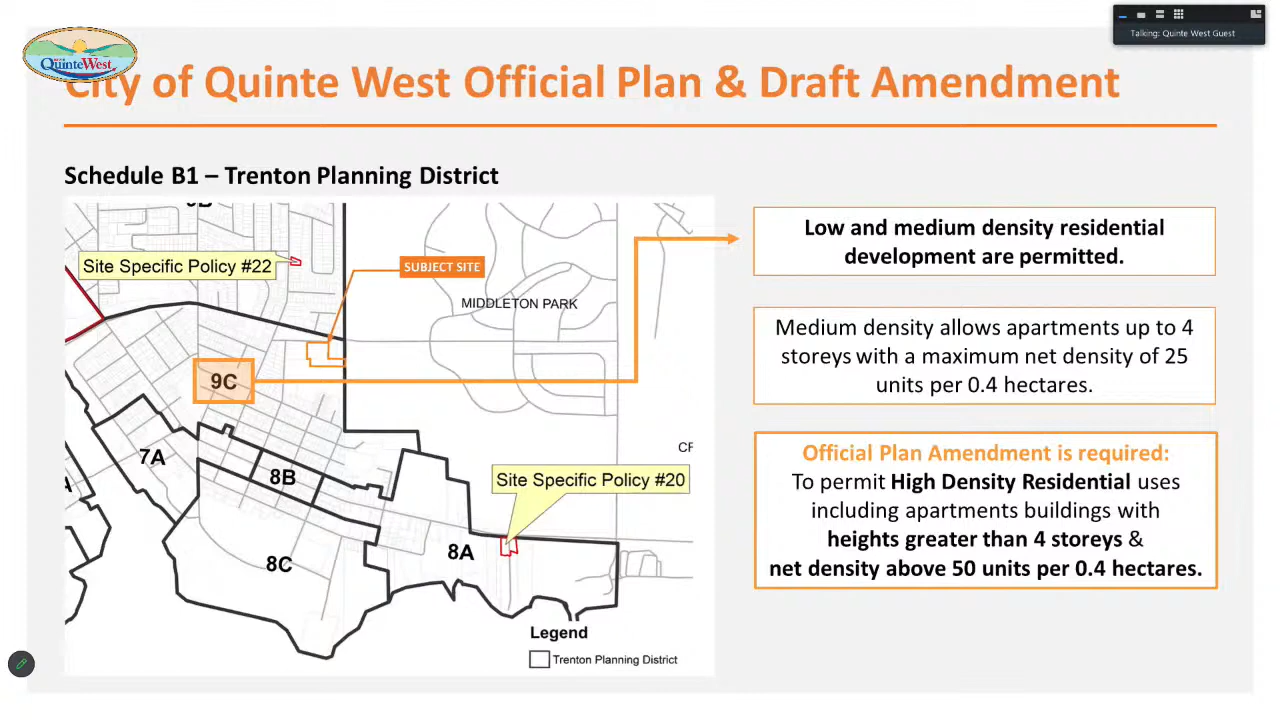 Talking: Quinte West Guest
QuinteWest
City of Quinte West Official Plan & Draft Amendment
Schedule B1 – Trenton Planning District
Site Specific Policy #22
SUBJECT SITE
MIDDLETON PARK
9C
7A
8B
8C
8A
Site Specific Policy #20
Legend
Trenton Planning District
Low and medium density residential
development are permitted.
Medium density allows apartments up to 4
storeys with a maximum net density of 25
units per 0.4 hectares.
Official Plan Amendment is required:
To permit High Density Residential uses
including apartments buildings with
heights greater than 4 storeys &
net density above 50 units per 0.4 hectares.